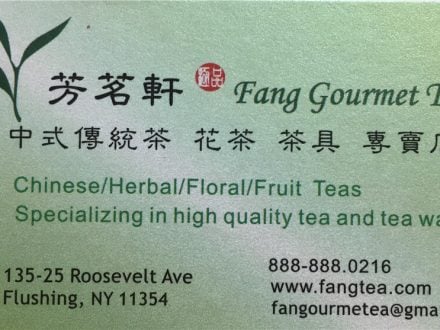 芳茗軒 Fang Gourmet T
中式傳統茶 花茶 茶具 專賣店
Chinese/Herbal/Floral/Fruit Teas
Specializing in high quality tea and tea wa
135-25 Roosevelt Ave
Flushing, NY 11354
888-888.0216
www.fangtea.com
fangourmetea@gma